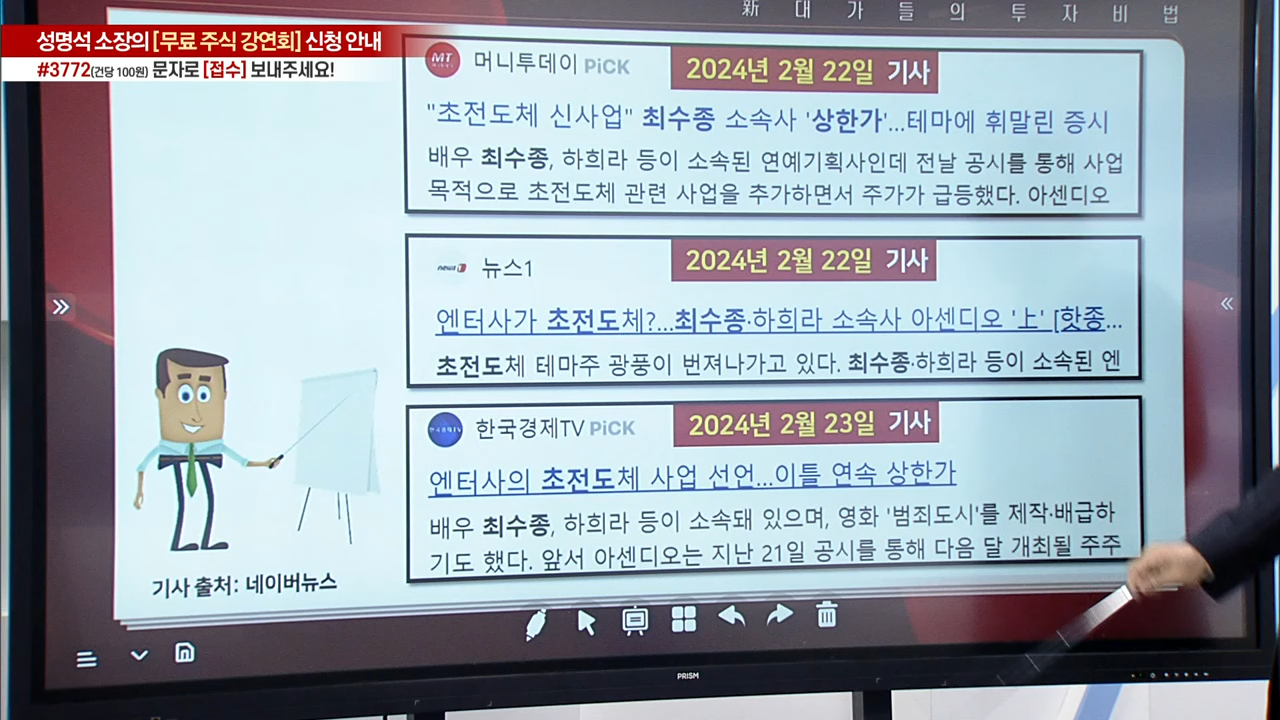 新 대 가 들 의 투 자 비 법
성명석 소장의 [무료 주식 강연회] 신청 안내
#3772(건당 100원) 문자로 [접수] 보내주세요!
MT
머니투데이 PiCK
2024년 2월 22일 기사
"초전도체 신사업" 최수종 소속사 '상한가'...테마에 휘말린 증시
배우 최수종, 하희라 등이 소속된 연예기획사인데 전날 공시를 통해 사업
목적으로 초전도체 관련 사업을 추가하면서 주가가 급등했다. 아센디오
news1
뉴스1
2024년 2월 22일 기사
엔터사가 초전도체?...최수종·하희라 소속사 아센디오 '上' [핫종...
초전도체 테마주 광풍이 번져나가고 있다. 최수종·하희라 등이 소속된 엔
한국경제TV
한국경제TV PiCK
2024년 2월 23일 기사
엔터사의 초전도체 사업 선언...이틀 연속 상한가
배우 최수종, 하희라 등이 소속돼 있으며, 영화 '범죄도시'를 제작·배급하
기도 했다. 앞서 아센디오는 지난 21일 공시를 통해 다음 달 개최될 주주
기사 출처: 네이버뉴스
PRISM